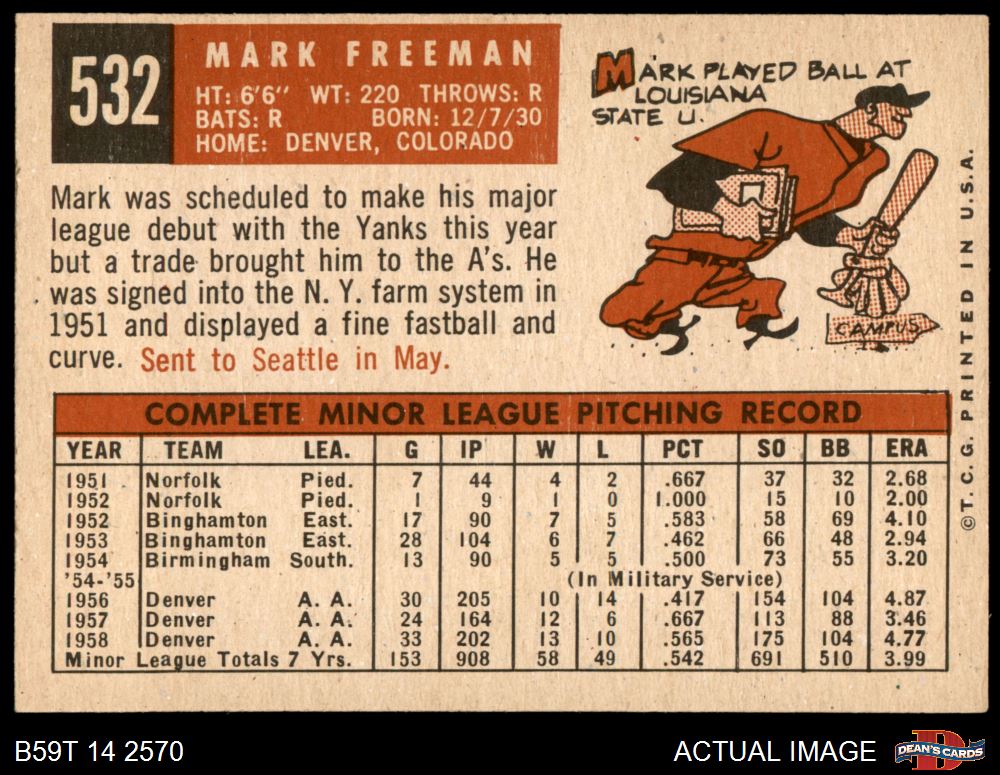 532
MARK FREEMAN
HT: 6'6" WT: 220 THROWS: R
BATS: R BORN: 12/7/30
HOME: DENVER, COLORADO
MARK PLAYED BALL AT
LOUISIANA
STATE U.
CAMPUS
Mark was scheduled to make his major
league debut with the Yanks this year
but a trade brought him to the A's. He
was signed into the N. Y. farm system in
1951 and displayed a fine fastball and
curve. Sent to Seattle in May.
COMPLETE MINOR LEAGUE PITCHING RECORD
YEAR TEAM LEA. G IP W L PCT SO BB ERA
1951 Norfolk Pied. 7 44 4 2 .667 37 32 2.68
1952 Norfolk Pied. 1 9 1 0 1.000 15 10 2.00
1952 Binghamton East. 17 90 7 5 .583 58 69 4.10
1953 Binghamton East. 28 104 6 7 .462 66 48 2.94
1954 Birmingham South. 13 90 5 5 .500 73 55 3.20
'54-'55 (In Military Service)
1956 Denver A. A. 30 205 10 14 .417 154 104 4.87
1957 Denver A. A. 24 164 12 6 .667 113 88 3.46
1958 Denver A. A. 33 202 13 10 .565 175 104 4.77
Minor League Totals 7 Yrs. 153 908 58 49 .542 691 510 3.99
©T. C. G. PRINTED IN U.S.A.
B59T 14 2570
ACTUAL IMAGE
D
DEAN'S CARDS